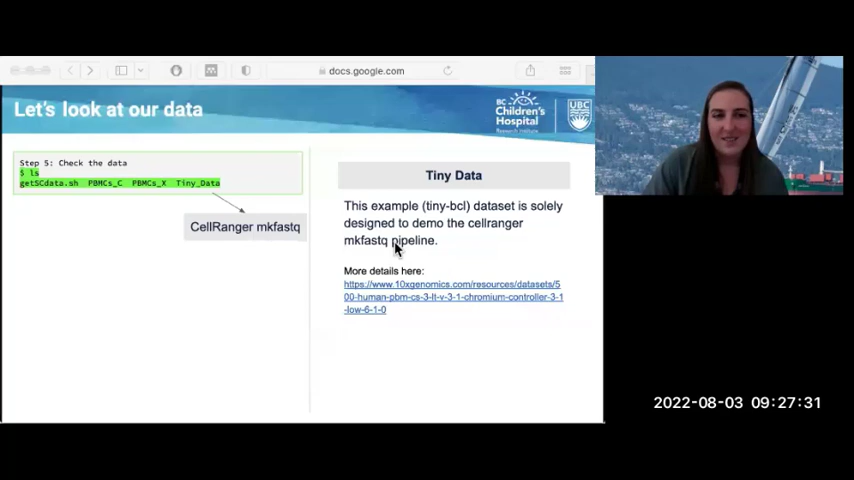 docs.google.com
Let's look at our data
BC
Children's
Hospital
Research Institute
UBC
Step 5: Check the data
$ ls
getSCdata.sh PBMCs_C PBMCs_X Tiny_Data
CellRanger mkfastq
Tiny Data
This example (tiny-bcl) dataset is solely
designed to demo the cellranger
mkfastq pipeline.
More details here:
https://www.10xgenomics.com/resources/datasets/5
00-human-pbm-cs-3-lt-v-3-1-chromium-controller-3-1
-low-6-1-0
2022-08-03 09:27:31